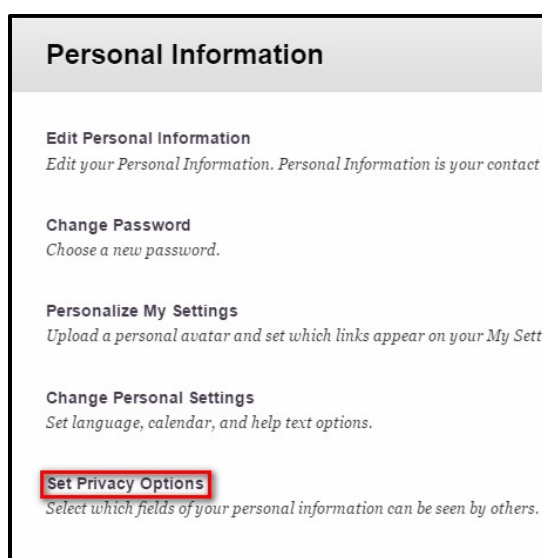 Personal Information
Edit Personal Information
Edit your Personal Information. Personal Information is your contact
Change Password
Choose a new password.
Personalize My Settings
Upload a personal avatar and set which links appear on your My Sett
Change Personal Settings
Set language, calendar, and help text options.
Set Privacy Options
Select which fields of your personal information can be seen by others.